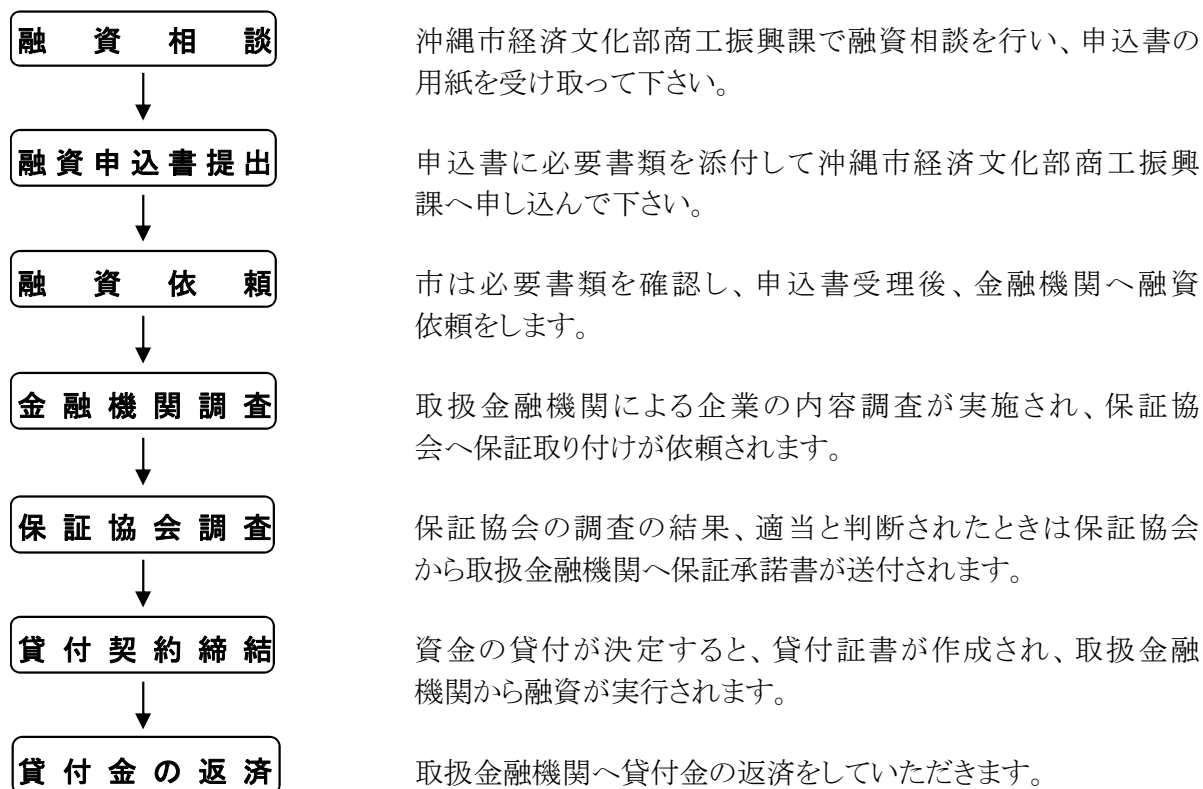 融資相談
沖縄市経済文化部商工振興課で融資相談を行い、申込書の
用紙を受け取って下さい。
融資申込書提出
申込書に必要書類を添付して沖縄市経済文化部商工振興
課へ申し込んで下さい。
融資依頼
市は必要書類を確認し、申込書受理後、金融機関へ融資
依頼をします。
金融機関調査
取扱金融機関による企業の内容調査が実施され、保証協
会へ保証取り付けが依頼されます。
保証協会調査
保証協会の調査の結果、適当と判断されたときは保証協会
から取扱金融機関へ保証承諾書が送付されます。
貸付契約締結
資金の貸付が決定すると、貸付証書が作成され、取扱金融
機関から融資が実行されます。
貸付金の返済
取扱金融機関へ貸付金の返済をしていただきます。